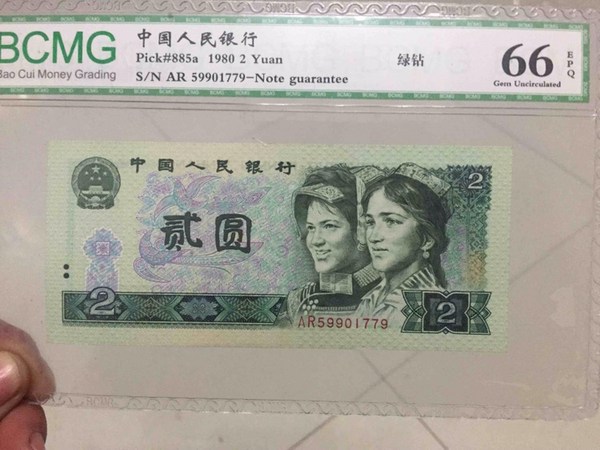 BCMG
Bao Cui Money Grading
中国人民银行
Pick#885a 1980 2 Yuan
绿钻
S/N AR 59901779-Note guarantee
66
EPQ
Gem Uncirculated
中国人民银行
2
贰圆
2
AR59901779
2